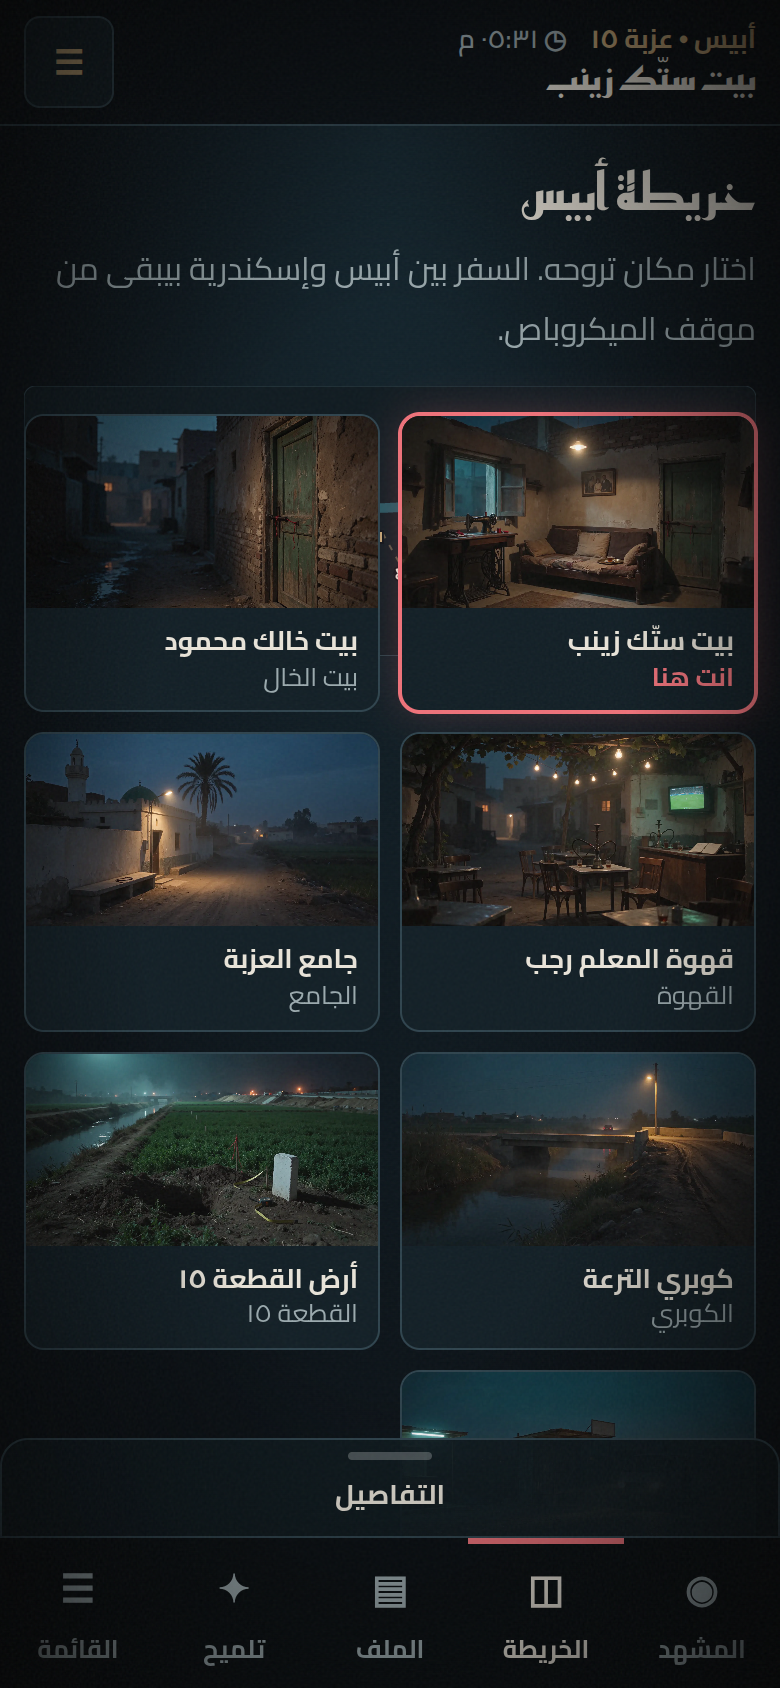 أبيس • عزبة ١٥ ٠٥:٣١ م
بيت ستّك زينب
خريطة أبيس
اختار مكان تروحه. السفر بين أبيس وإسكندرية بيبقى من
موقف الميكروباص.
بيت ستّك زينب
انت هنا
بيت خالك محمود
بيت الخال
قهوة المعلم رجب
القهوة
جامع العزبة
الجامع
كوبري الترعة
الكوبري
أرض القطعة ١٥
القطعة ١٥
التفاصيل
المشهد
الخريطة
الملف
تلميح
القائمة